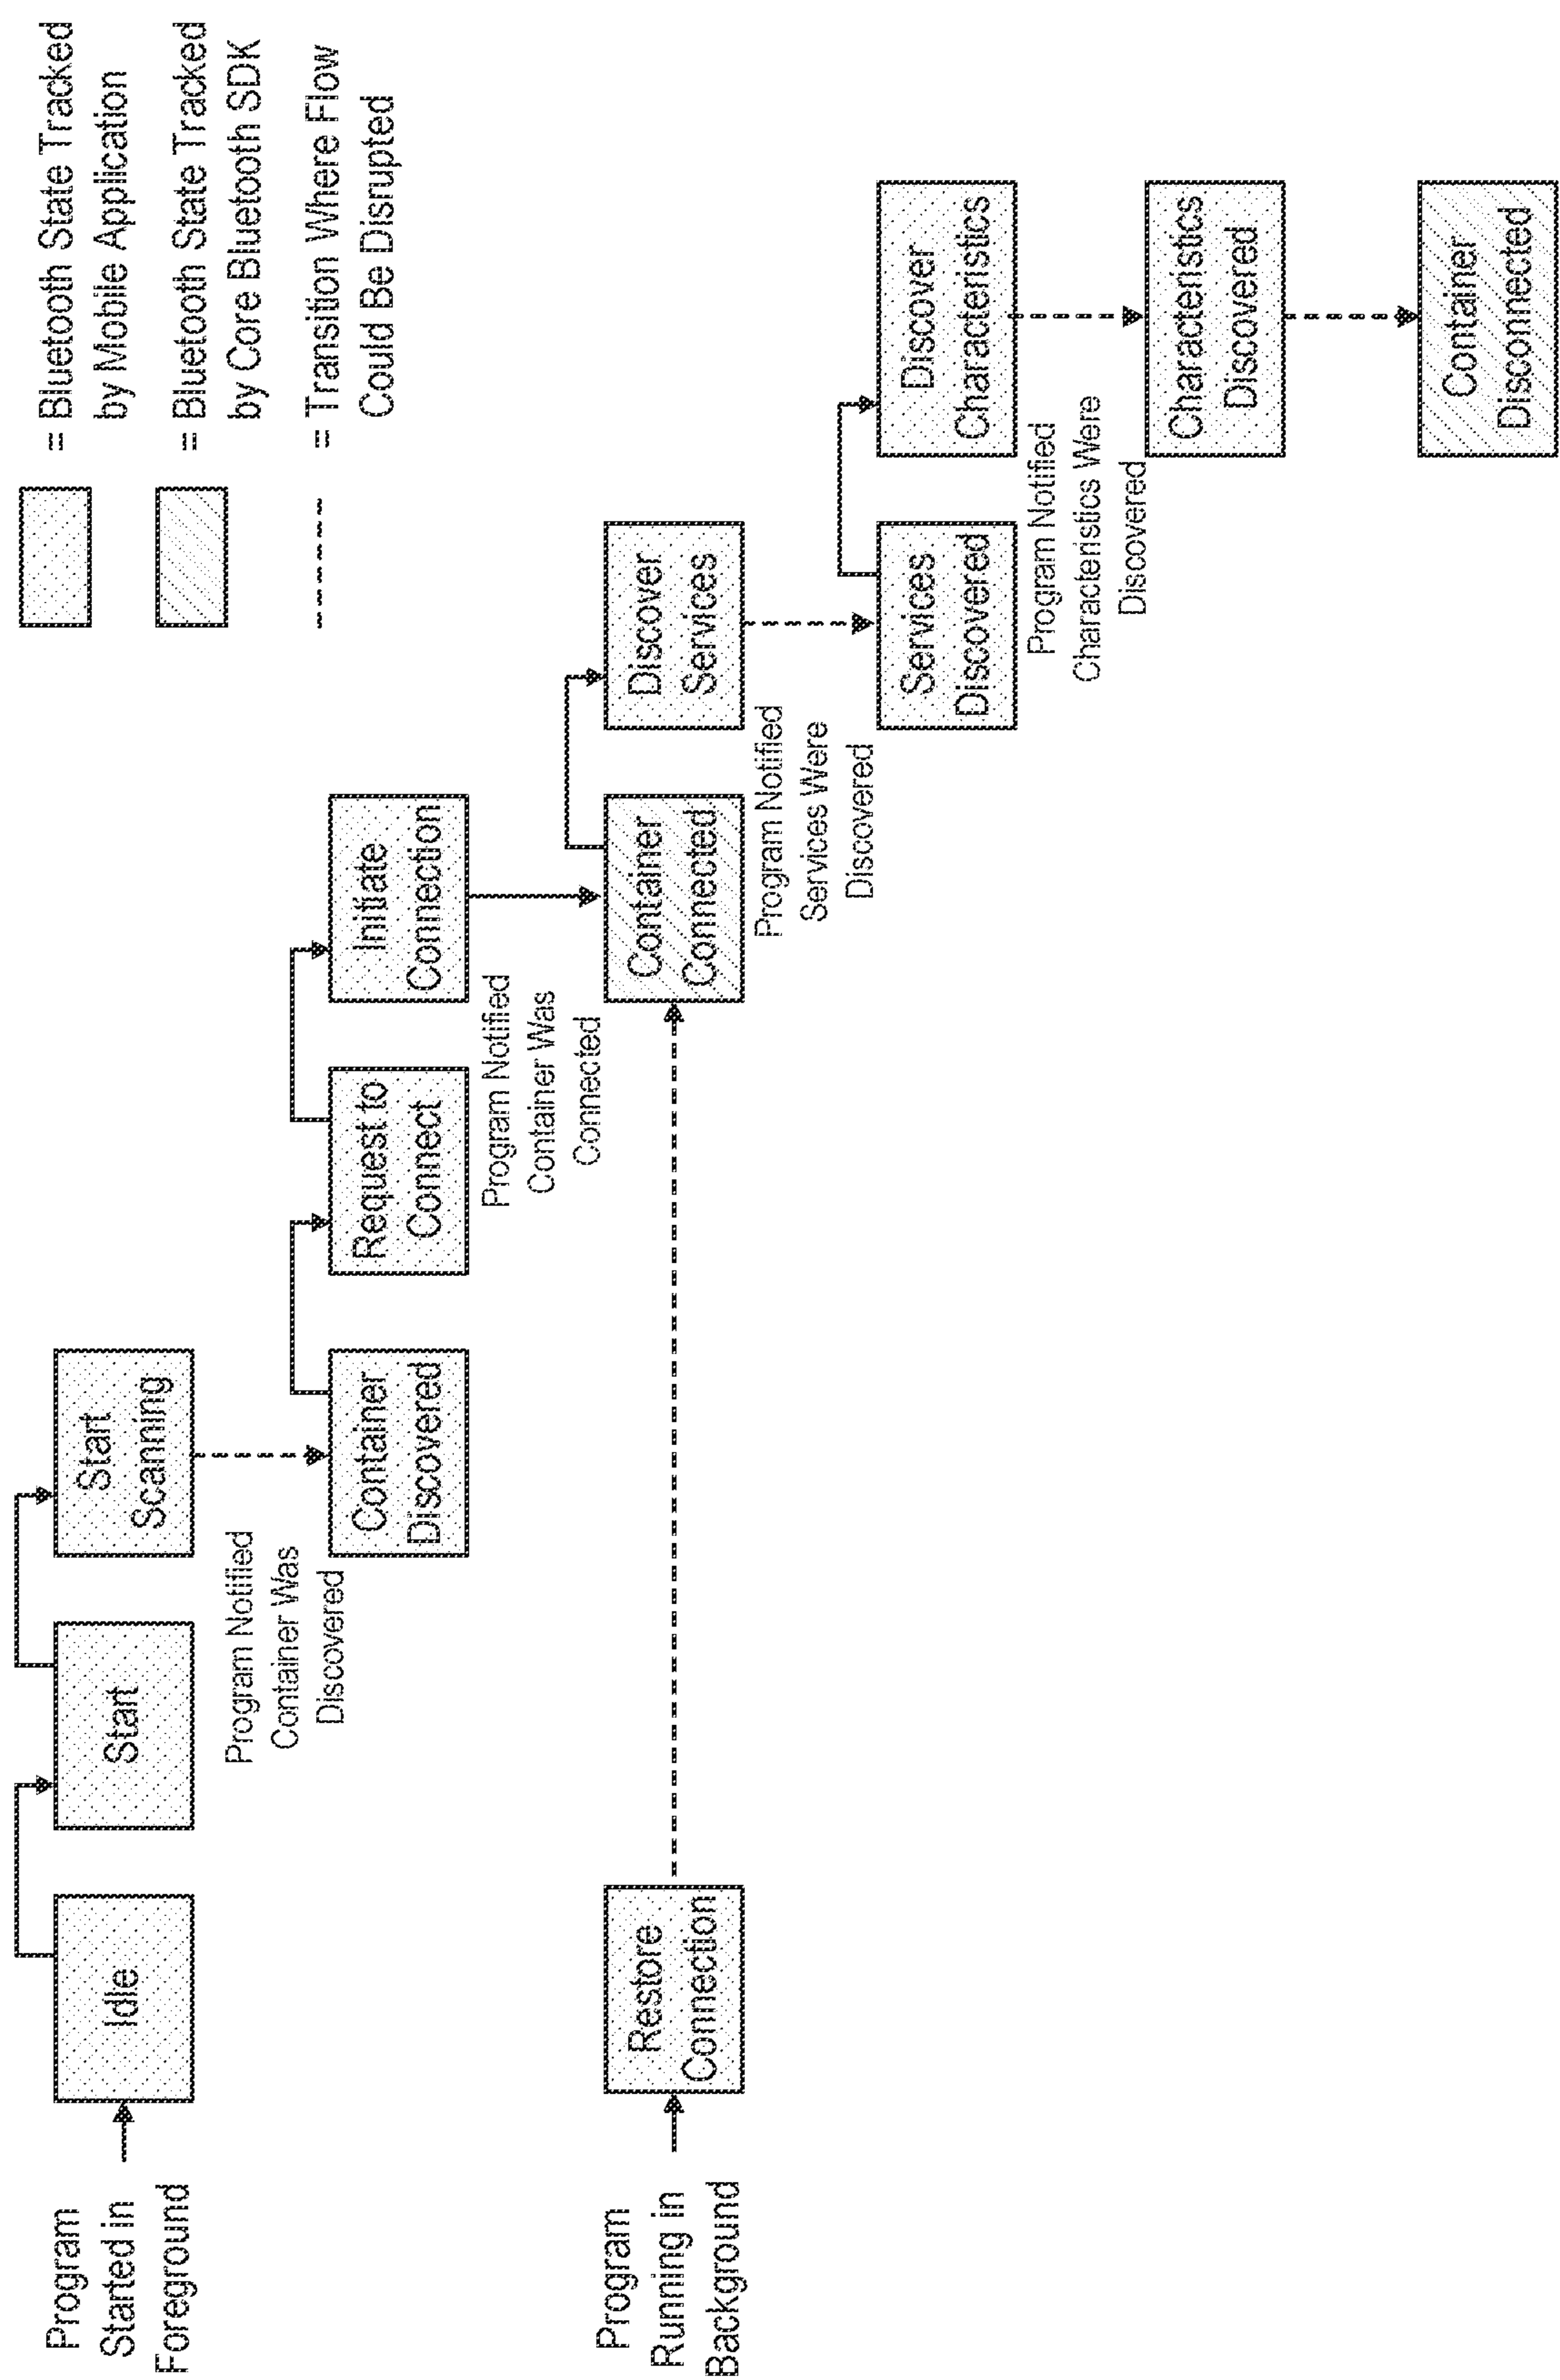 = Bluetooth State Tracked
by Mobile Application
= Bluetooth State Tracked
by Core Bluetooth SDK
= Transition Where Flow
Could Be Disrupted
Program
Started in
Foreground
Idle
Start
Start
Scanning
Program Notified
Container Was
Discovered
Container
Discovered
Request to
Connect
Initiate
Connection
Program Notified
Container Was
Connected
Program
Running in
Background
Restore
Connection
Container
Connected
Discover
Services
Program Notified
Services Were
Discovered
Services
Discovered
Discover
Characteristics
Program Notified
Characteristics Were
Discovered
Characteristics
Discovered
Container
Disconnected